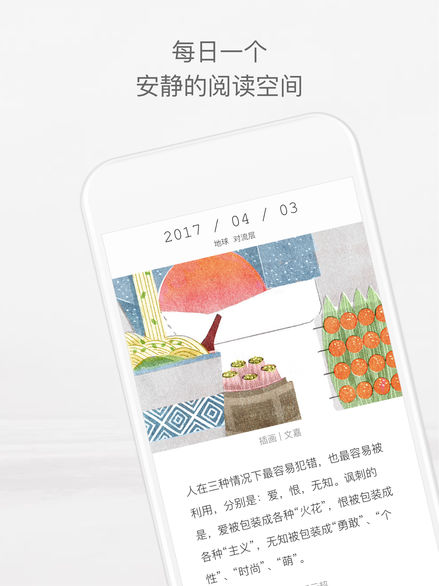 每日一个
安静的阅读空间
2017 / 04 / 03
地球 对流层
插画 | 文嘉
人在三种情况下最容易犯错，也最容易被
利用，分别是：爱，恨，无知。讽刺的
是，爱被包装成各种“火花”，恨被包装成
各种“主义”，无知被包装成“勇敢”、“个
性”、“时尚”、“萌”。